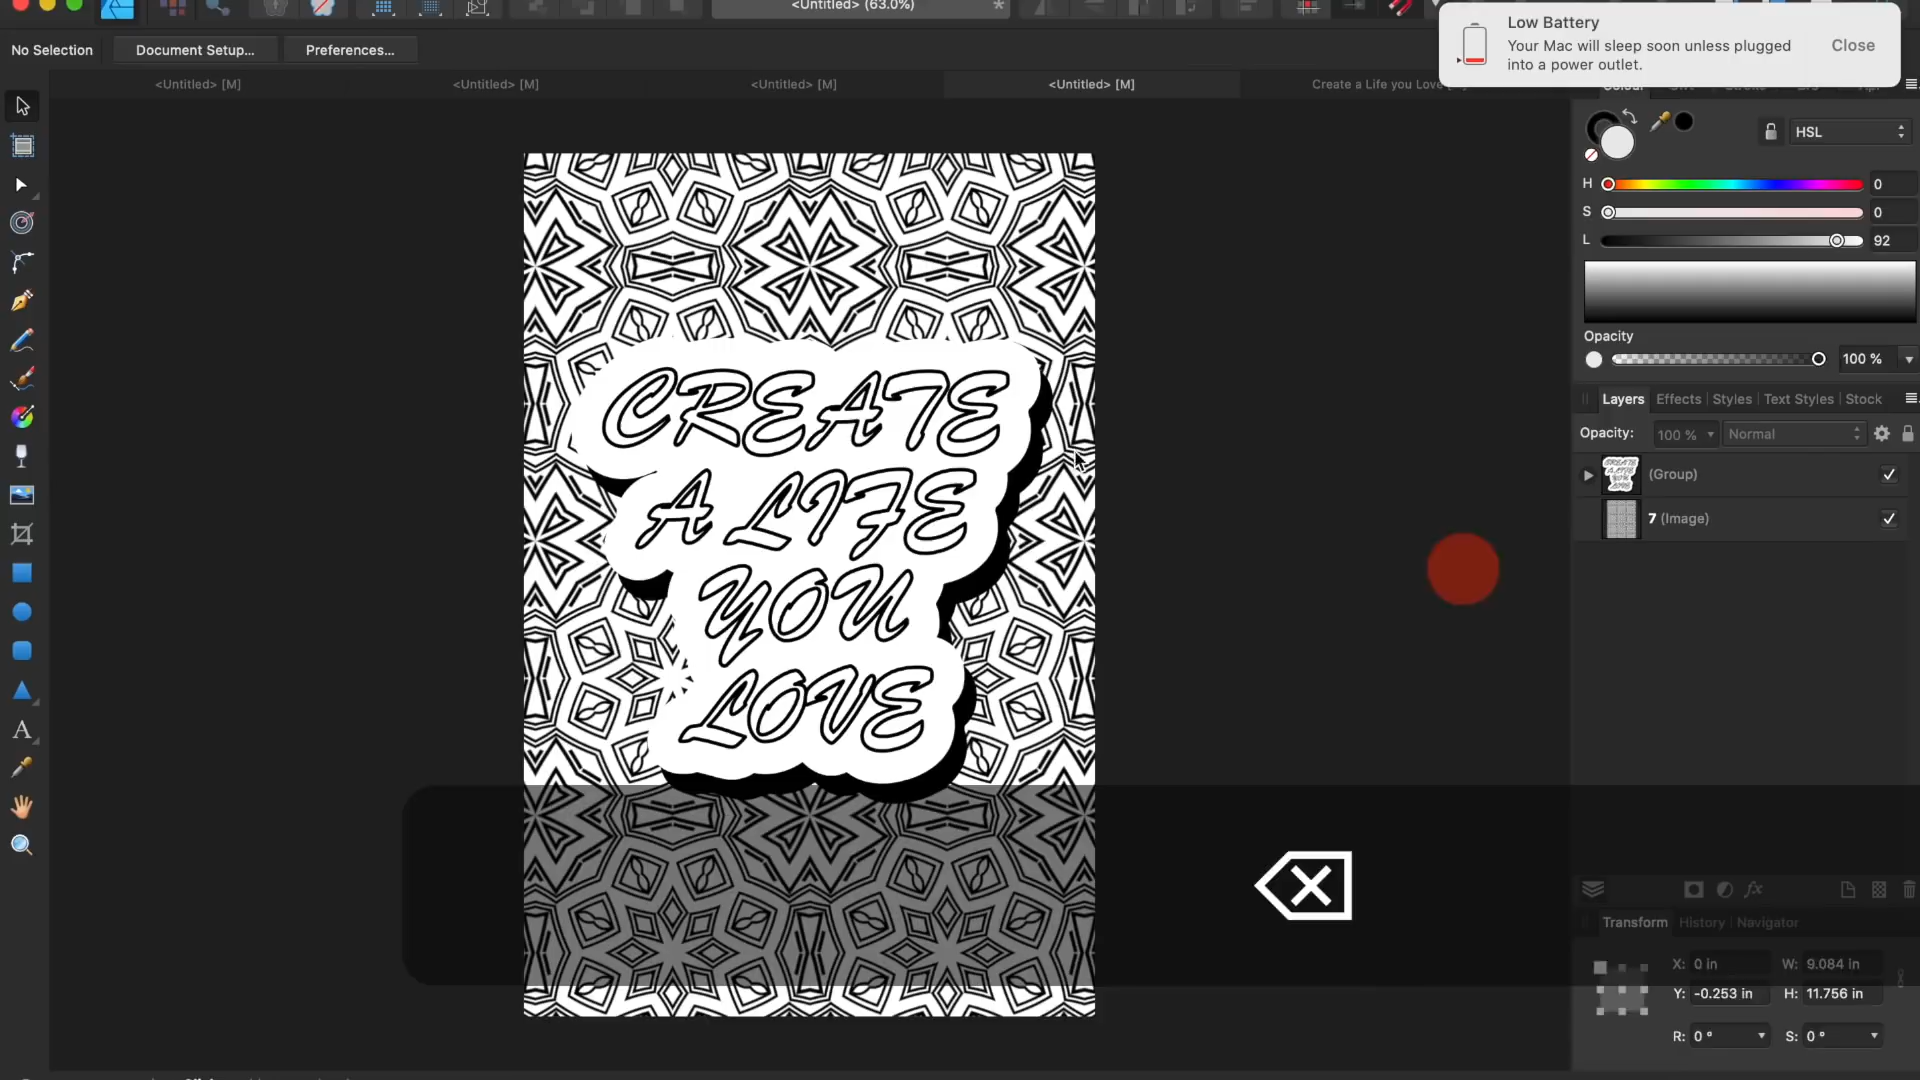 <Untitled> (63.0%)
*
Low Battery
Your Mac will sleep soon unless plugged
into a power outlet.
Close
No Selection
Document Setup...
Preferences...
<Untitled> [M]
<Untitled> [M]
<Untitled> [M]
<Untitled> [M]
Create a Life you Love
HSL
H
0
S
0
L
92
Opacity
100 %
Layers
Effects
Styles
Text Styles
Stock
Opacity:
100 %
Normal
(Group)
7 (Image)
CREATE
A LIFE
YOU
LOVE
A
fx
Transform
History
Navigator
X: 0 in
W: 9.084 in
Y: -0.253 in
H: 11.756 in
R: 0 °
S: 0 °